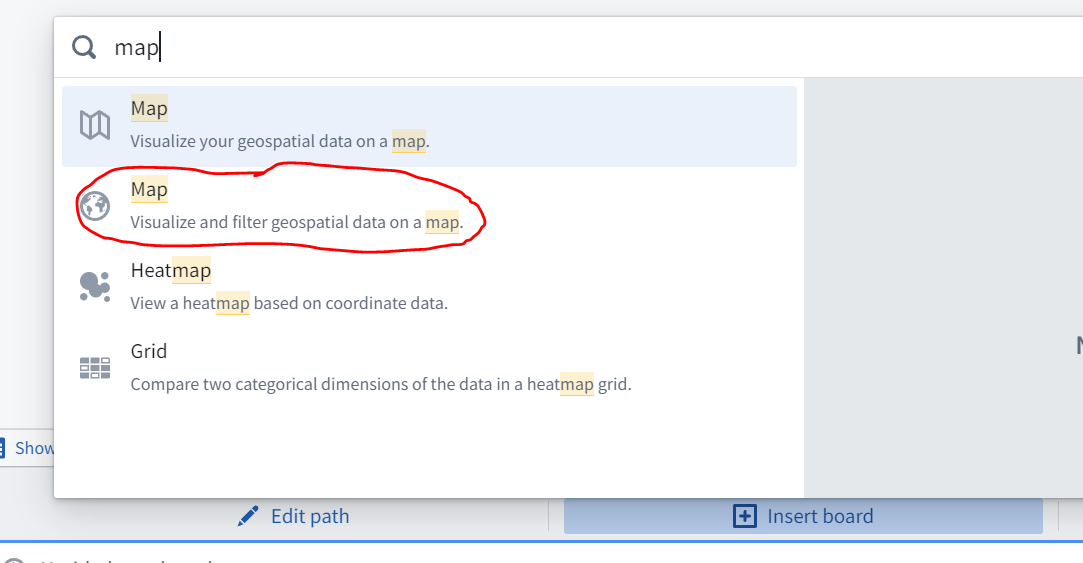 map
Map
Visualize your geospatial data on a map.
Map
Visualize and filter geospatial data on a map.
Heatmap
View a heatmap based on coordinate data.
Grid
Compare two categorical dimensions of the data in a heatmap grid.
Show
Edit path
Insert board